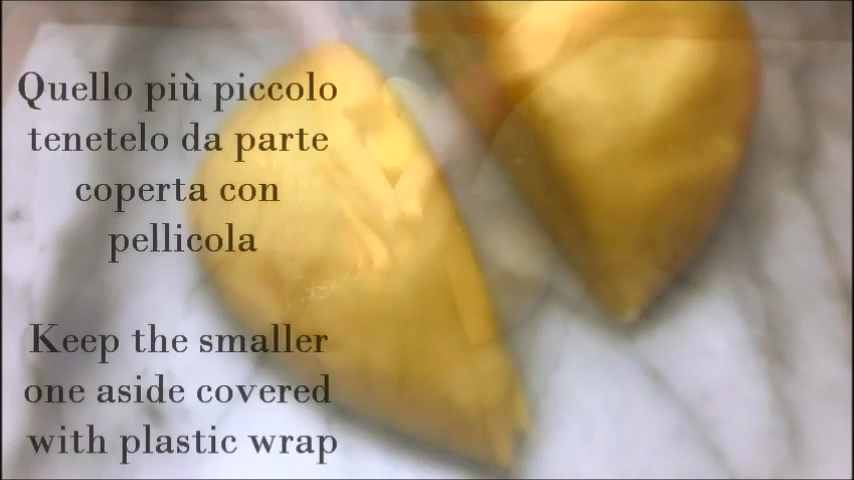 Quello più piccolo
tenetelo da parte
coperta con
pellicola
Keep the smaller
one aside covered
with plastic wrap